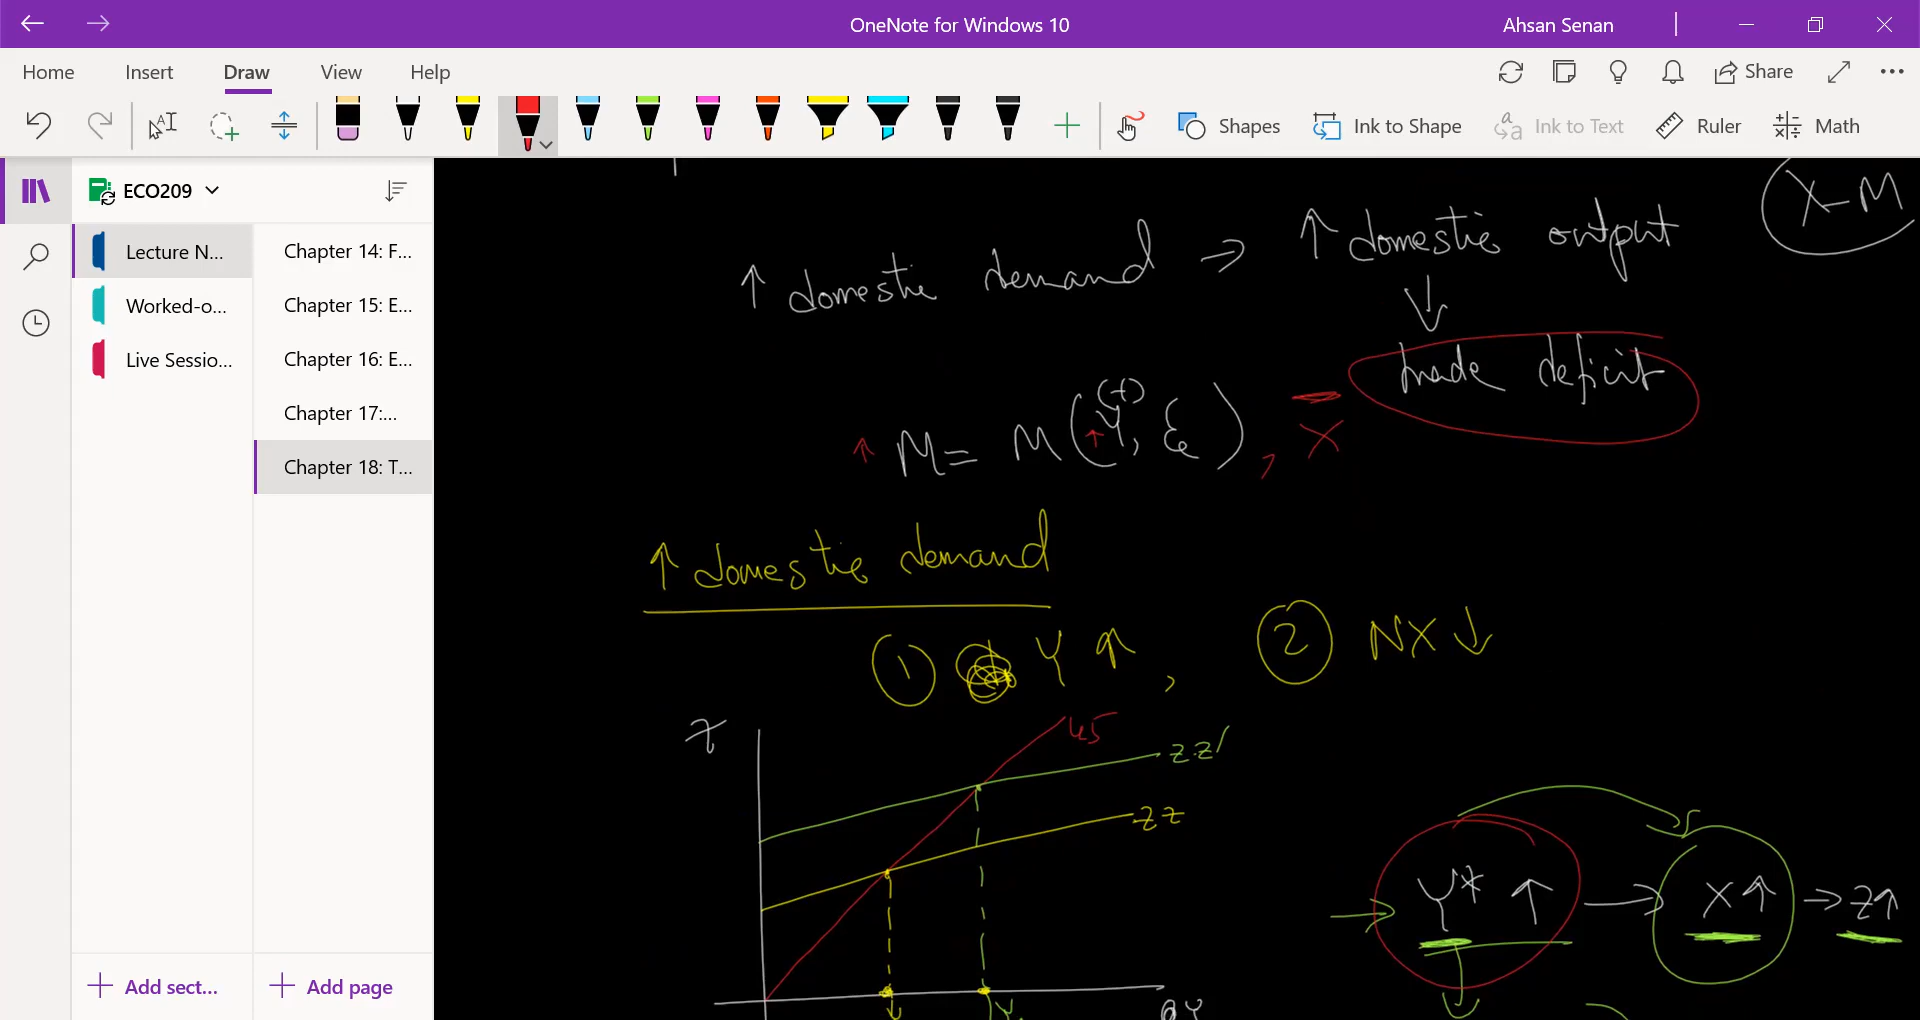 OneNote for Windows 10
Ahsan Senan
Home Insert Draw View Help
Share
Shapes Ink to Shape Ink to Text Ruler Math
ECO209
Lecture N...
Worked-o...
Live Sessio...
Chapter 14: F...
Chapter 15: E...
Chapter 16: E...
Chapter 17:...
Chapter 18: T...
Add sect...
Add page
X-M
↑ domestic demand → ↑ domestic output
↓
trade deficit
↑ M = M(↑Y, ε), X̄
(+)
↑ domestic demand
① Y ↑, ② NX ↓
Z
45
ZZ'
ZZ
Y* ↑ → X ↑ → Z↑